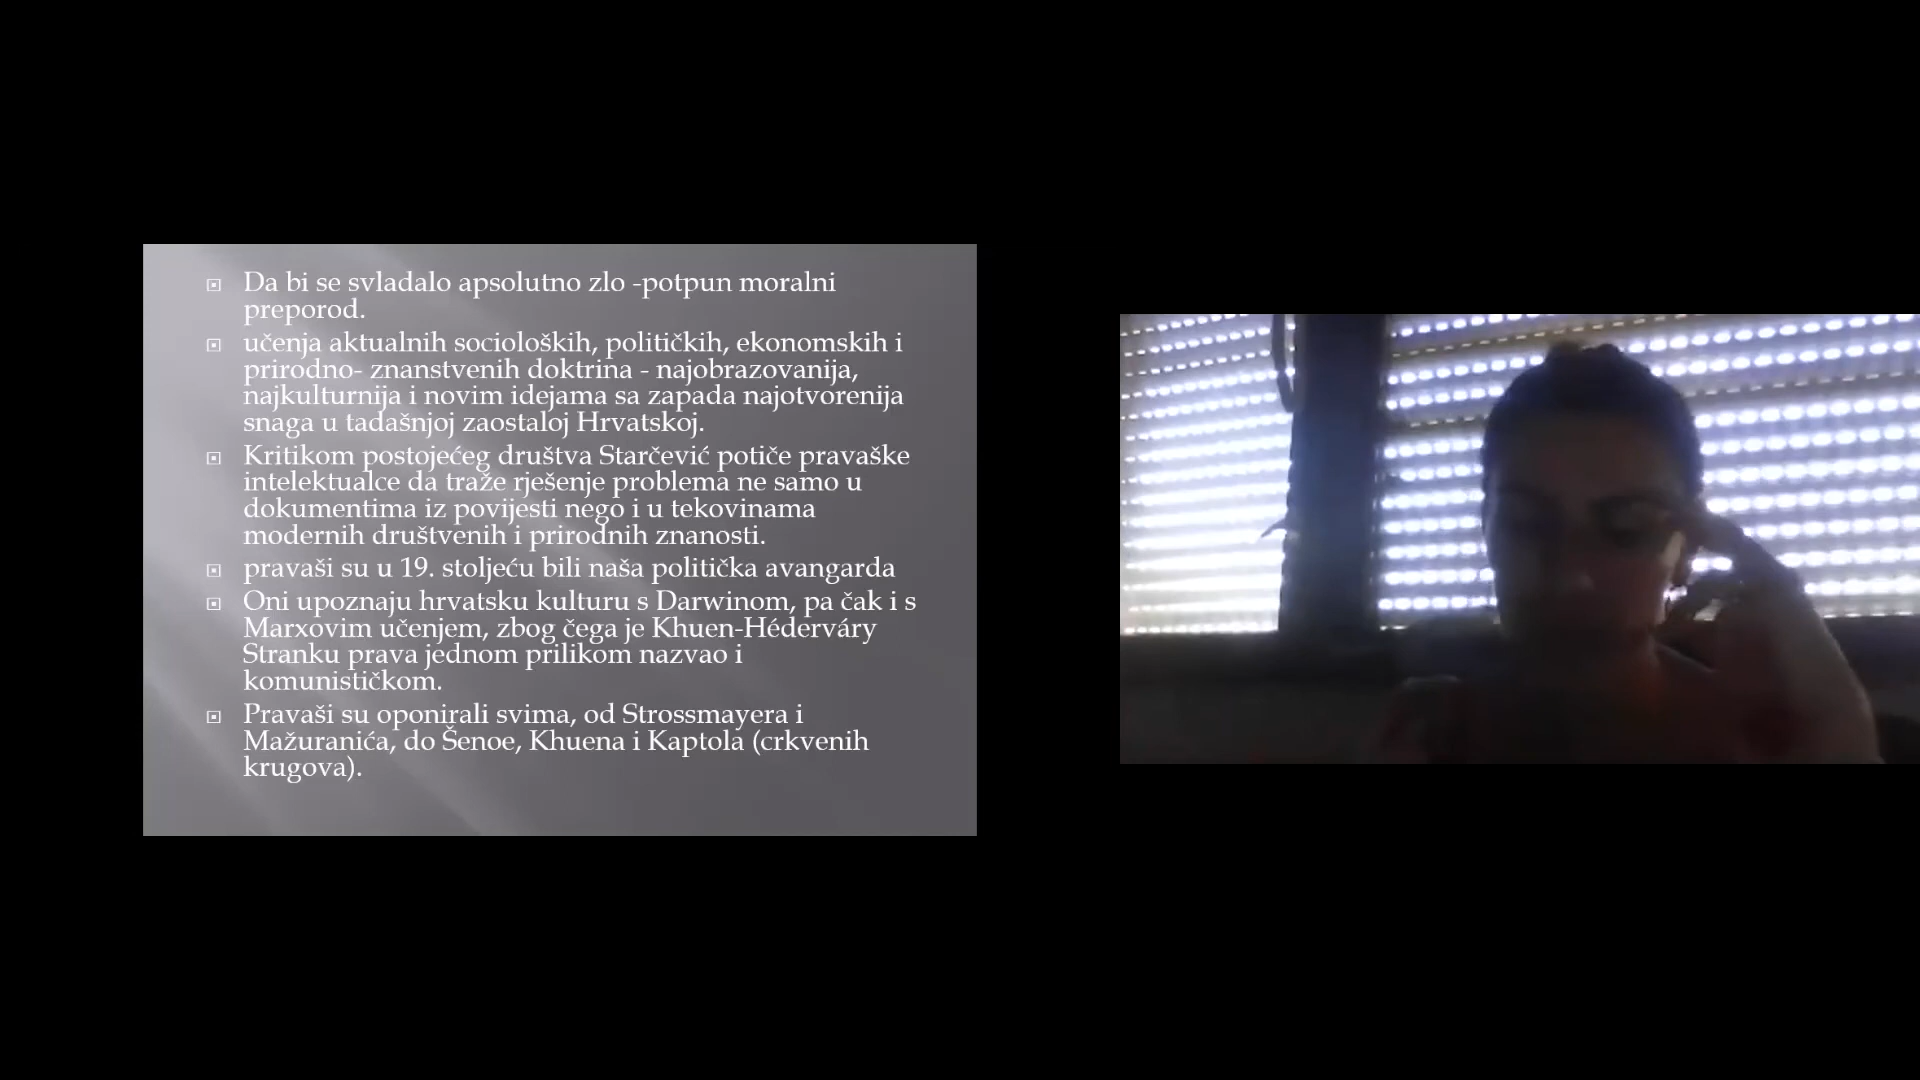 Da bi se svladalo apsolutno zlo -potpun moralni
preporod.
učenja aktualnih socioloških, političkih, ekonomskih i
prirodno- znanstvenih doktrina - najobrazovanija,
najkulturnija i novim idejama sa zapada najotvorenija
snaga u tadašnjoj zaostaloj Hrvatskoj.
Kritikom postojećeg društva Starčević potiče pravaške
intelektualce da traže rješenje problema ne samo u
dokumentima iz povijesti nego i u tekovinama
modernih društvenih i prirodnih znanosti.
pravaši su u 19. stoljeću bili naša politička avangarda
Oni upoznaju hrvatsku kulturu s Darwinom, pa čak i s
Marxovim učenjem, zbog čega je Khuen-Héderváry
Stranku prava jednom prilikom nazvao i
komunističkom.
Pravaši su oponirali svima, od Strossmayera i
Mažuranića, do Šenoe, Khuena i Kaptola (crkvenih
krugova).